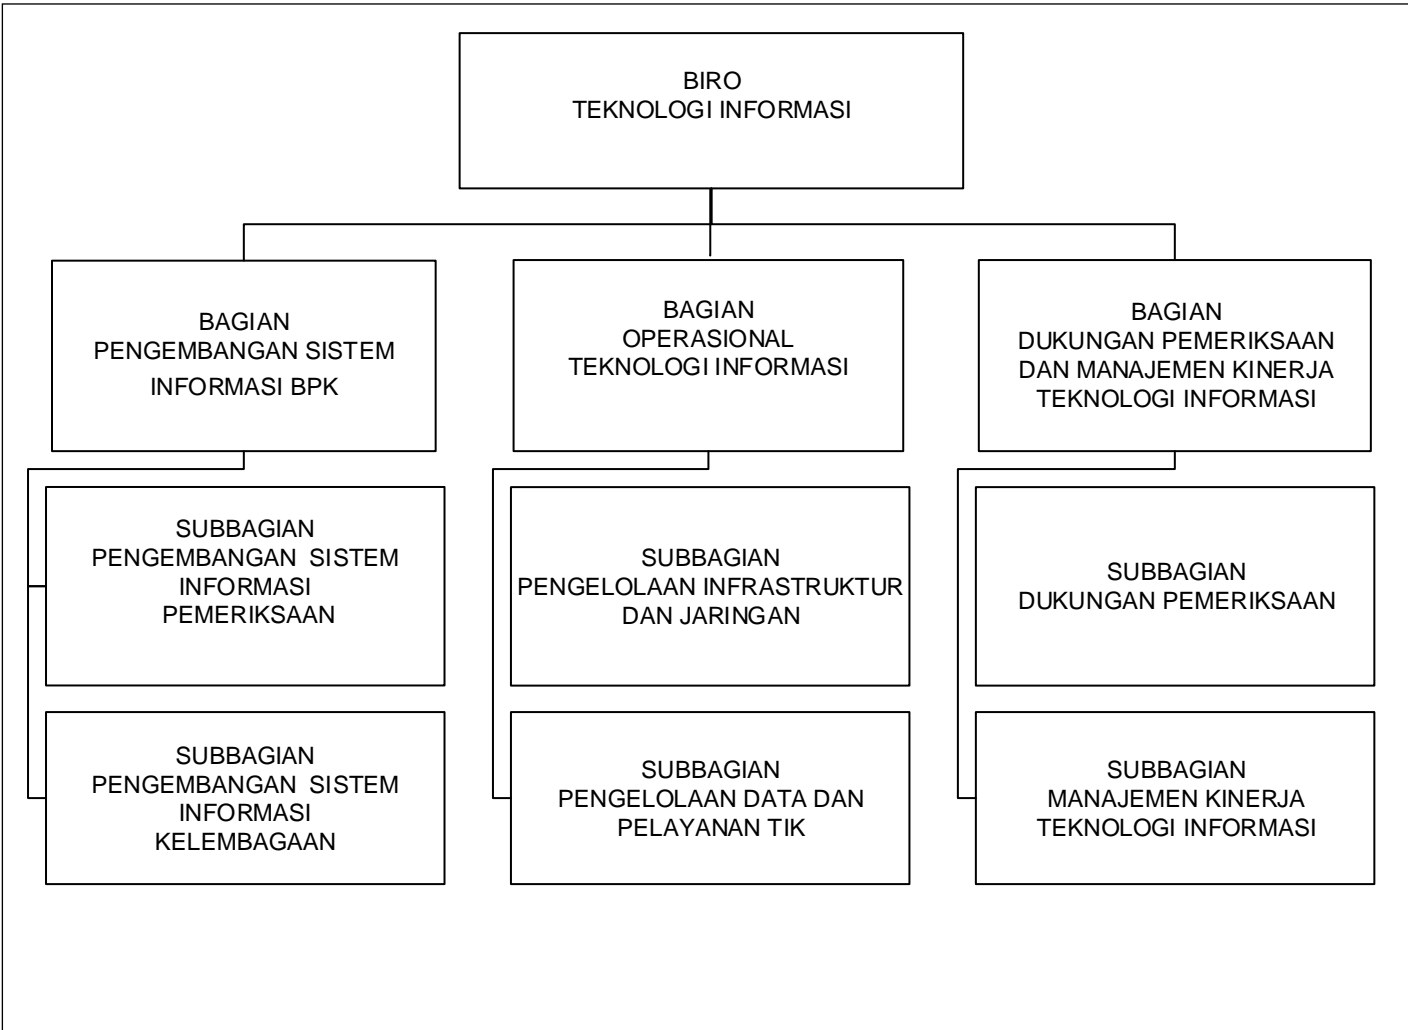 BIRO
TEKNOLOGI INFORMASI
BAGIAN
PENGEMBANGAN SISTEM
INFORMASI BPK
BAGIAN
OPERASIONAL
TEKNOLOGI INFORMASI
BAGIAN
DUKUNGAN PEMERIKSAAN
DAN MANAJEMEN KINERJA
TEKNOLOGI INFORMASI
SUBBAGIAN
PENGEMBANGAN SISTEM
INFORMASI
PEMERIKSAAN
SUBBAGIAN
PENGELOLAAN INFRASTRUKTUR
DAN JARINGAN
SUBBAGIAN
DUKUNGAN PEMERIKSAAN
SUBBAGIAN
PENGEMBANGAN SISTEM
INFORMASI
KELEMBAGAAN
SUBBAGIAN
PENGELOLAAN DATA DAN
PELAYANAN TIK
SUBBAGIAN
MANAJEMEN KINERJA
TEKNOLOGI INFORMASI